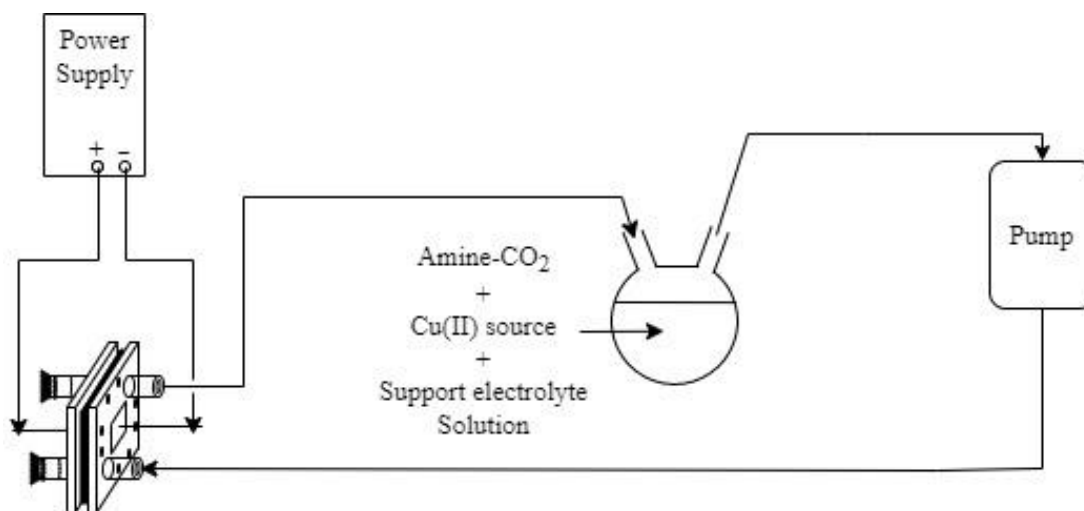 Power
Supply
+ −
Amine-CO₂
+
Cu(II) source
+
Support electrolyte
Solution
Pump